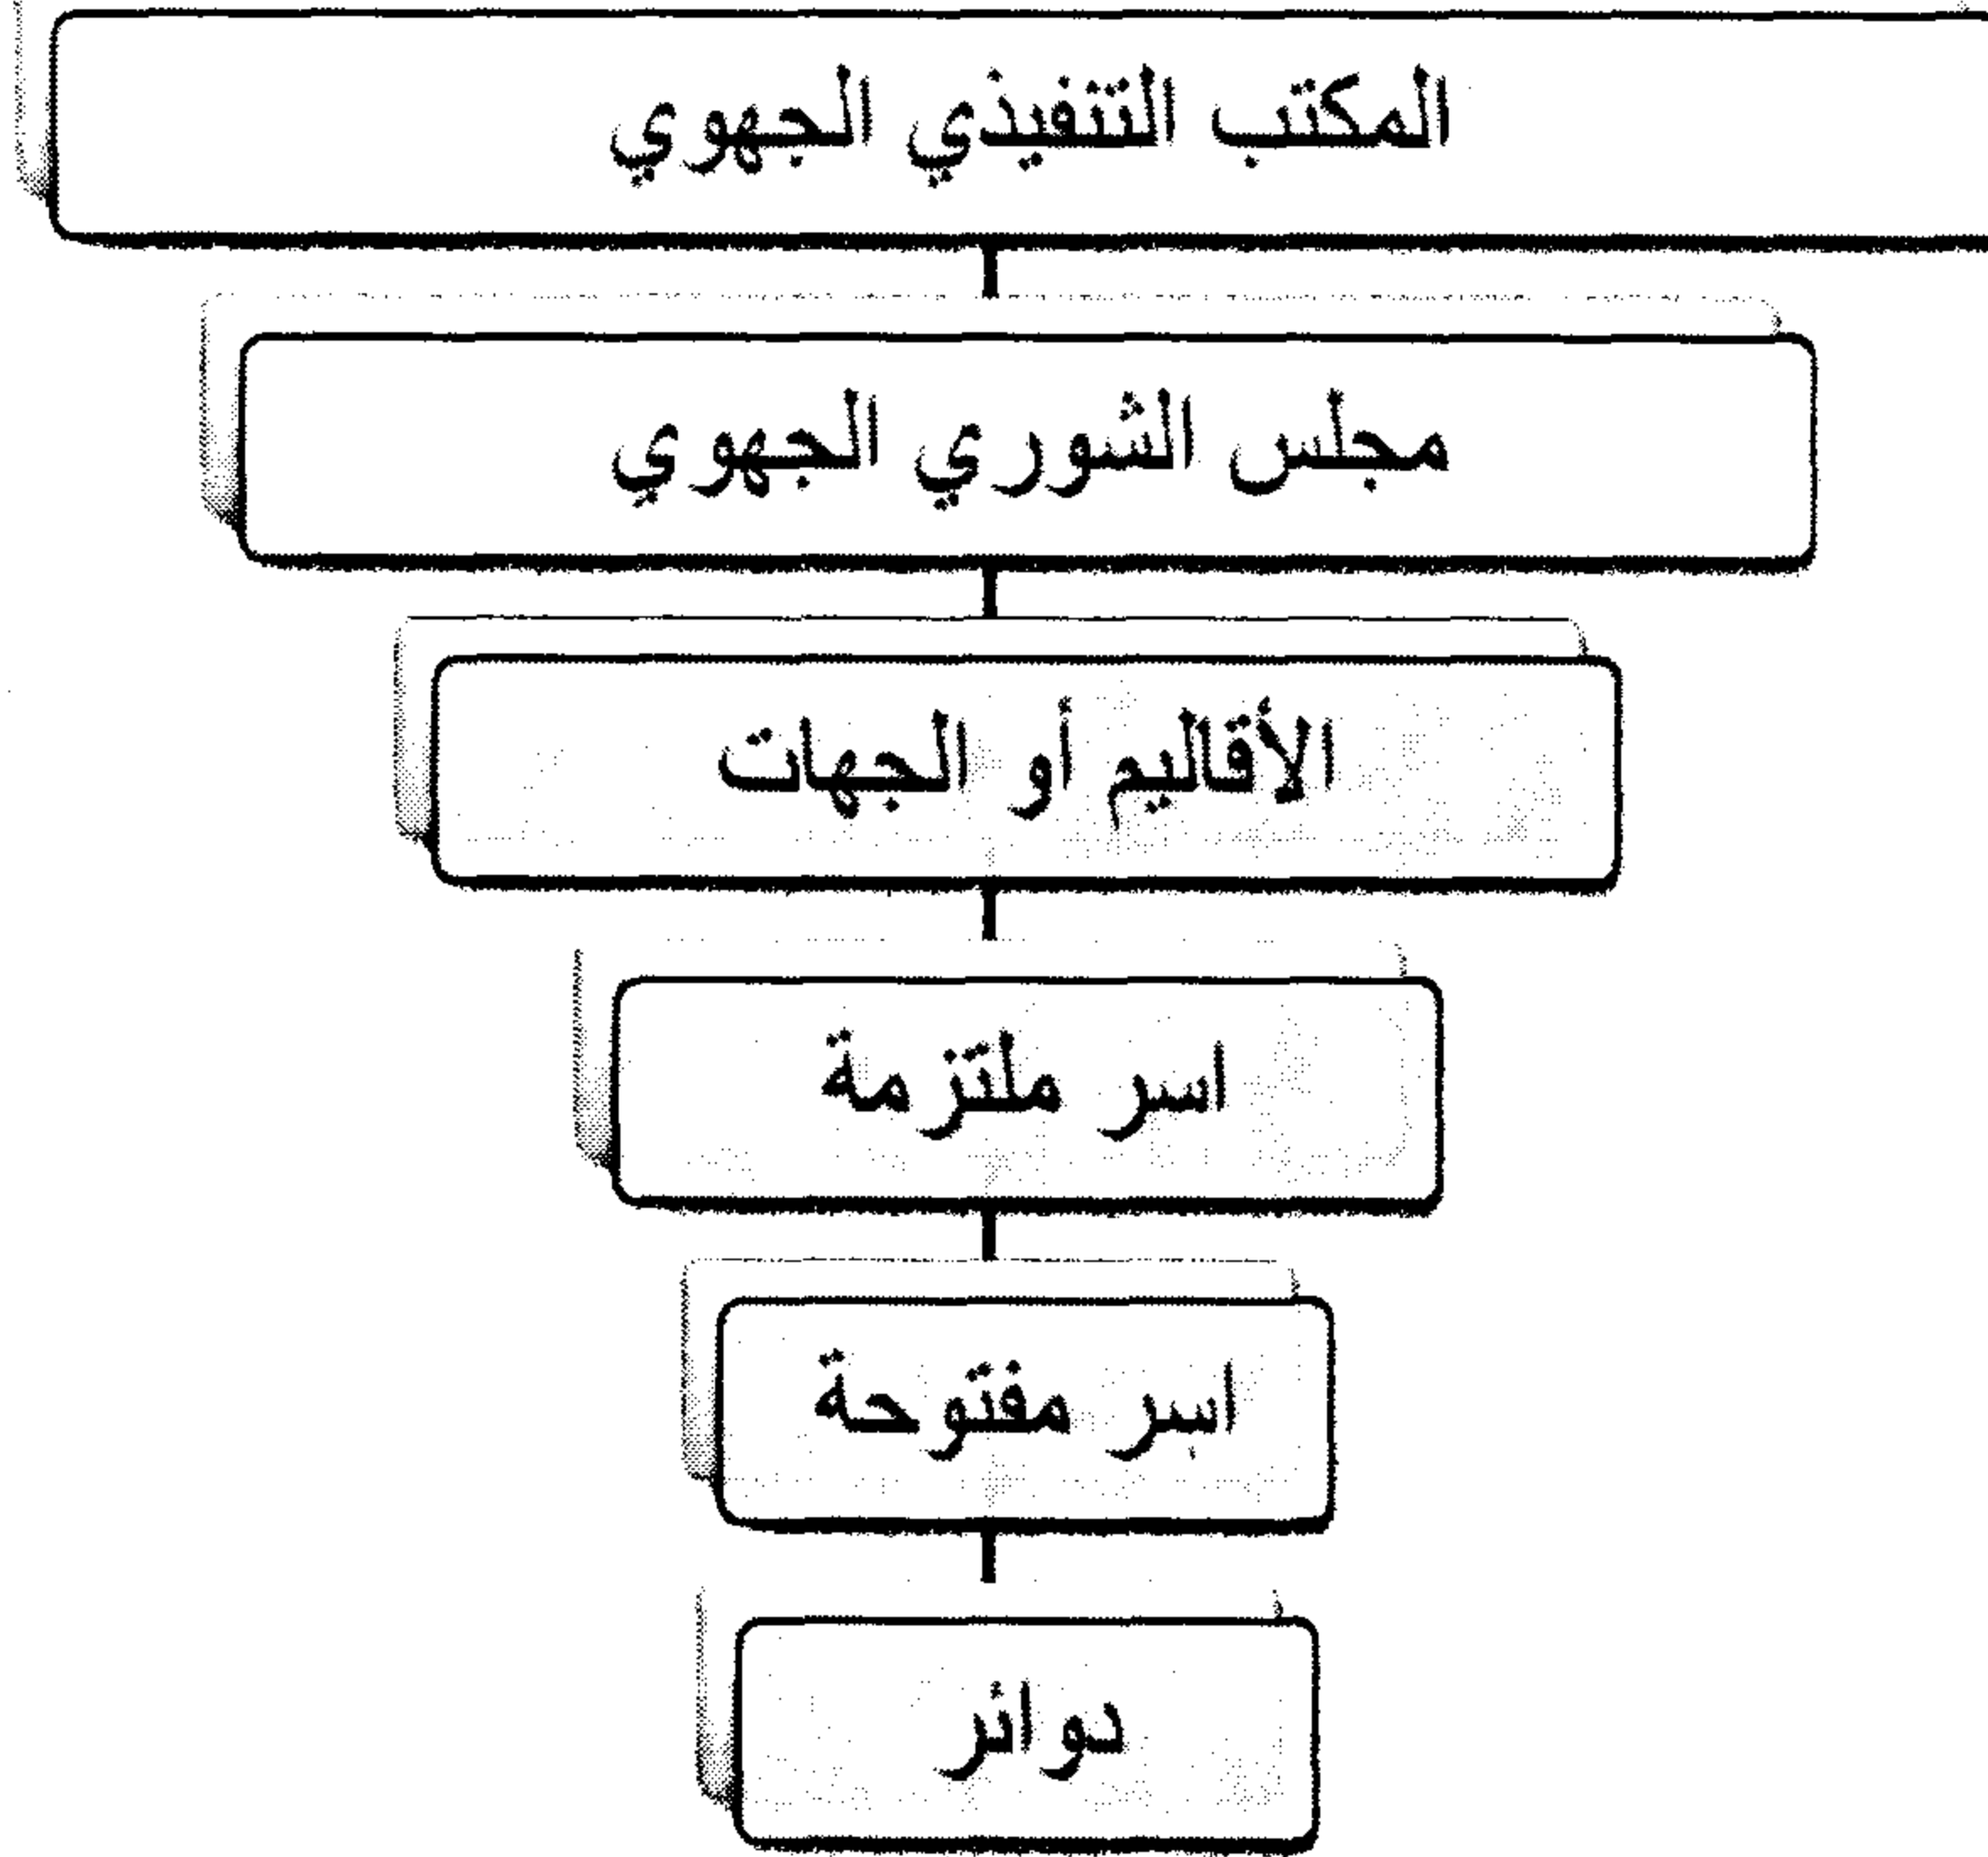 المكتب التنفيذي الجهوي
مجلس الشوري الجهوي
الأقاليم أو الجهات
اسر ملتزمة
اسر مفتوحة
دوائر